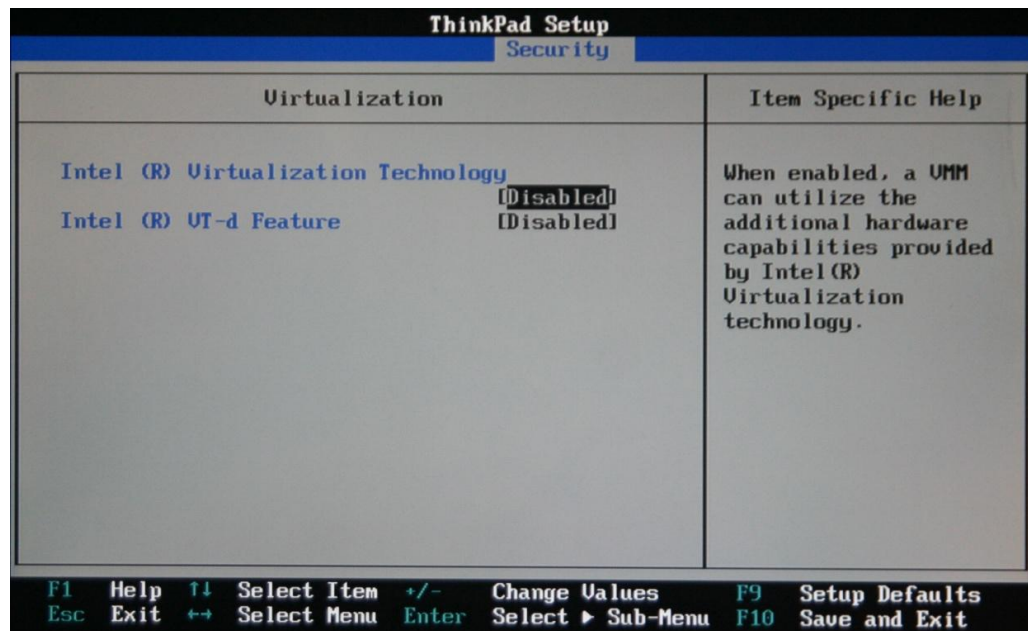 ThinkPad Setup
Security
Virtualization
Item Specific Help
Intel (R) Virtualization Technology
[Disabled]
Intel (R) VT-d Feature [Disabled]
When enabled, a VMM
can utilize the
additional hardware
capabilities provided
by Intel(R)
Virtualization
technology.
F1 Help ↑↓ Select Item +/- Change Values F9 Setup Defaults
Esc Exit ←→ Select Menu Enter Select ▶ Sub-Menu F10 Save and Exit